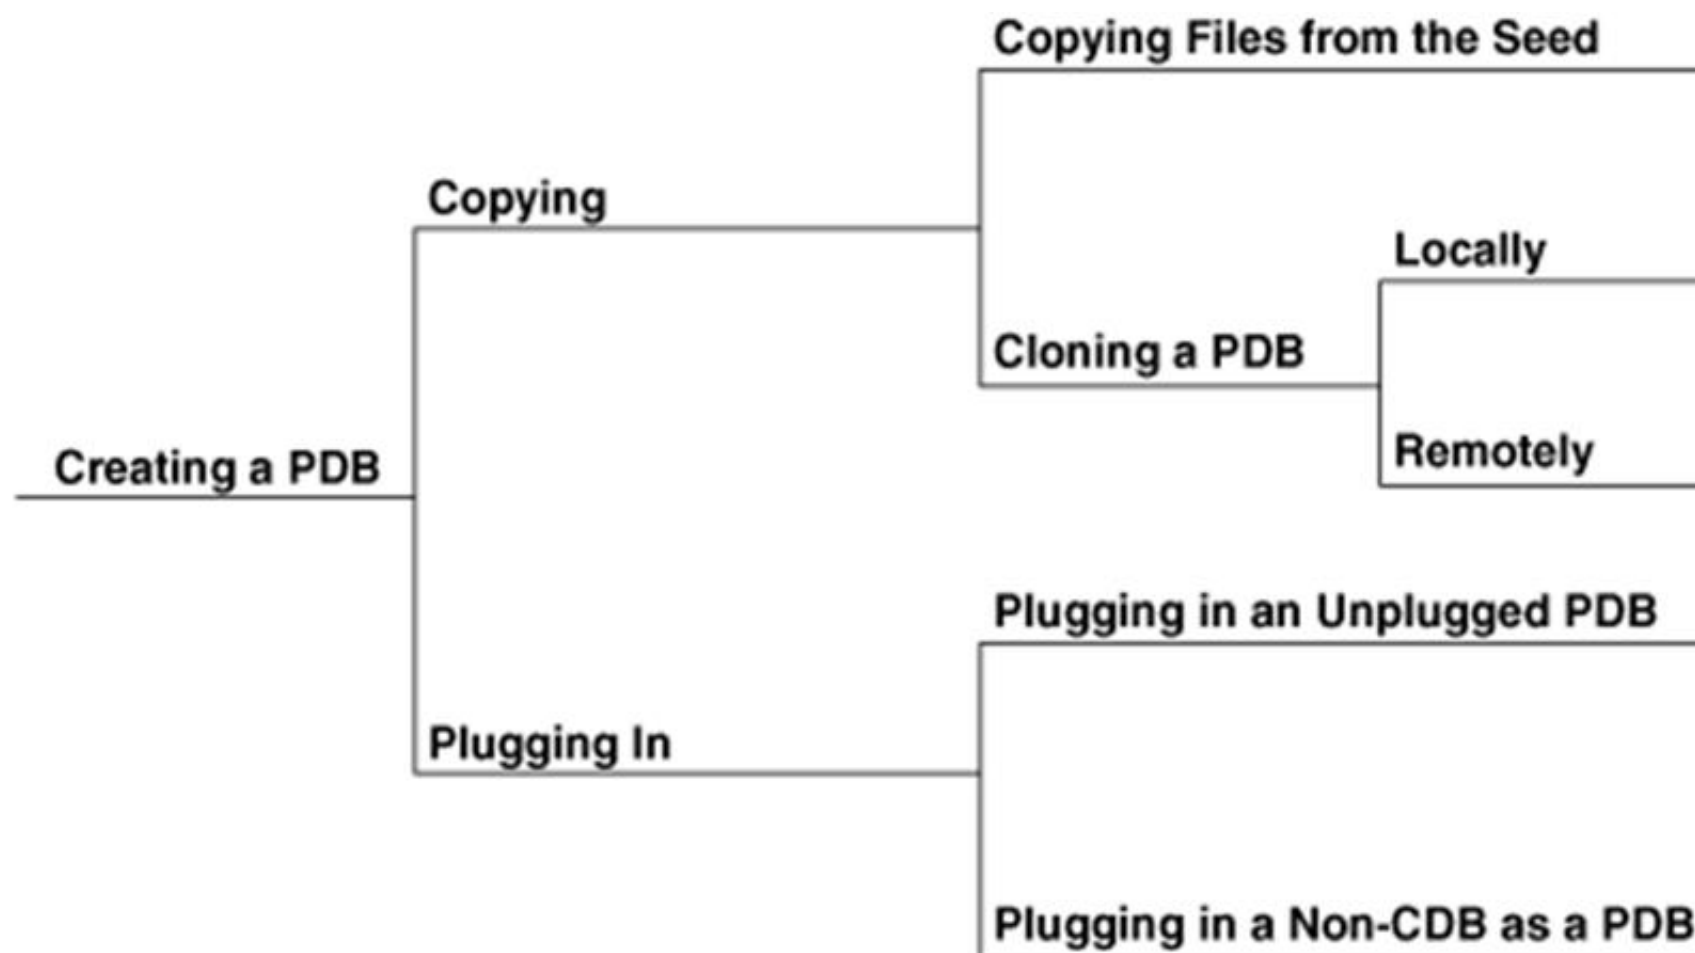 Copying Files from the Seed
Copying
Locally
Cloning a PDB
Remotely
Creating a PDB
Plugging in an Unplugged PDB
Plugging In
Plugging in a Non-CDB as a PDB